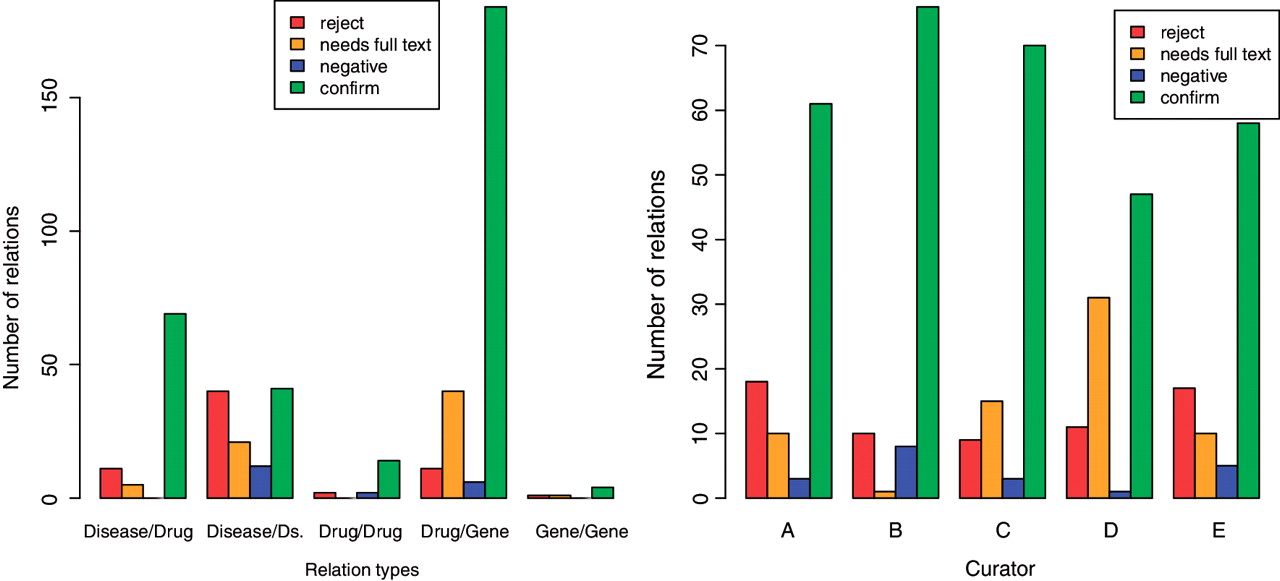 reject
needs full text
negative
confirm
Number of relations
150
100
50
0
Disease/Drug Disease/Ds. Drug/Drug Drug/Gene Gene/Gene
Relation types
reject
needs full text
negative
confirm
Number of relations
70
60
50
40
30
20
10
0
A B C D E
Curator